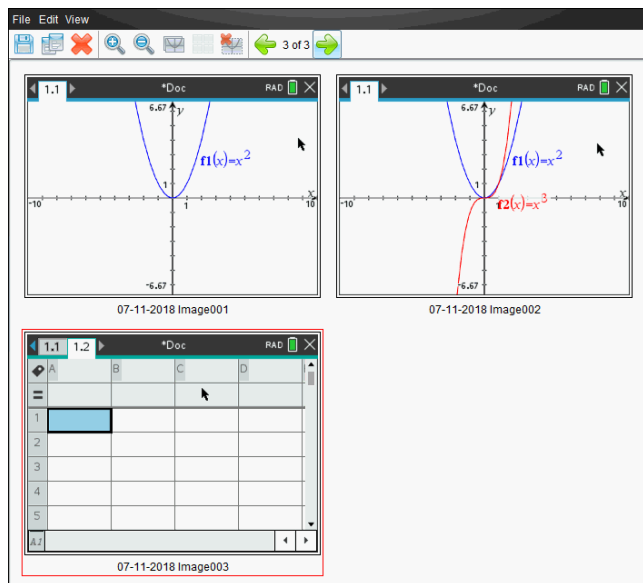 File Edit View
3 of 3
1.1 *Doc RAD
6.67 y
f1(x)=x²
1
x
-10 1 10
-6.67
07-11-2018 Image001
1.1 *Doc RAD
6.67 y
f1(x)=x²
1
x
-10 1 10
f2(x)=x³
-6.67
07-11-2018 Image002
1.1 1.2 *Doc RAD
A B C D
=
1
2
3
4
5
A1
07-11-2018 Image003